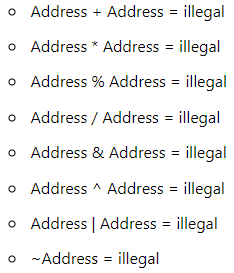 Address + Address = illegal
Address * Address = illegal
Address % Address = illegal
Address / Address = illegal
Address & Address = illegal
Address ^ Address = illegal
Address | Address = illegal
~Address = illegal